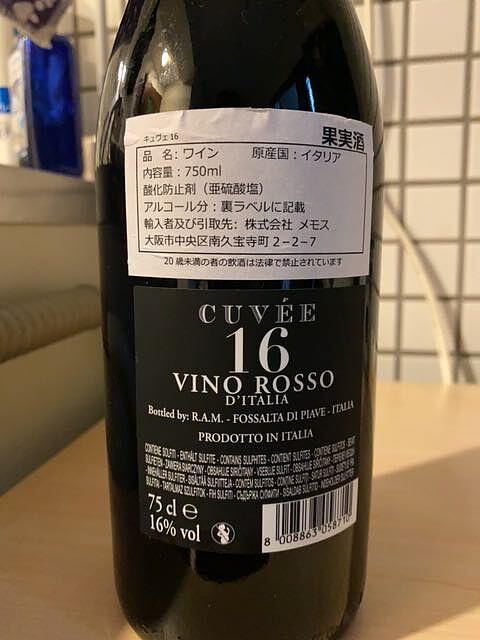 キュヴェ 16
果実酒
品 名：ワイン 原産国：イタリア
内容量：750ml
酸化防止剤（亜硫酸塩）
アルコール分：裏ラベルに記載
輸入者及び引取先： 株式会社 メモス
大阪市中央区南久宝寺町２－２－7
20 歳未満の者の飲酒は法律で禁止されています
CUVÉE
16
VINO ROSSO
D'ITALIA
Bottled by: R.A.M. - FOSSALTA DI PIAVE - ITALIA
PRODOTTO IN ITALIA
CONTIENE SOLFITI - ENTHÄLT SULFITE - CONTAINS SULPHITES - CONTIENT SULFITES - CONTIENE SULFITOS -
75 cl e
16% vol
8 008863 058710